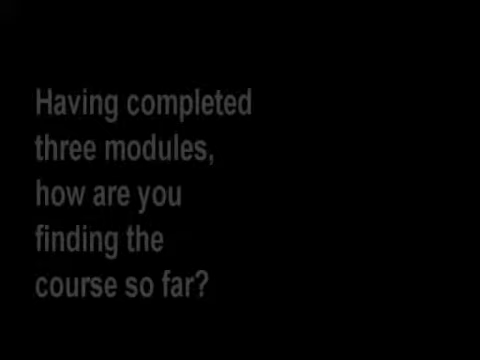 Having completed
three modules,
how are you
finding the
course so far?